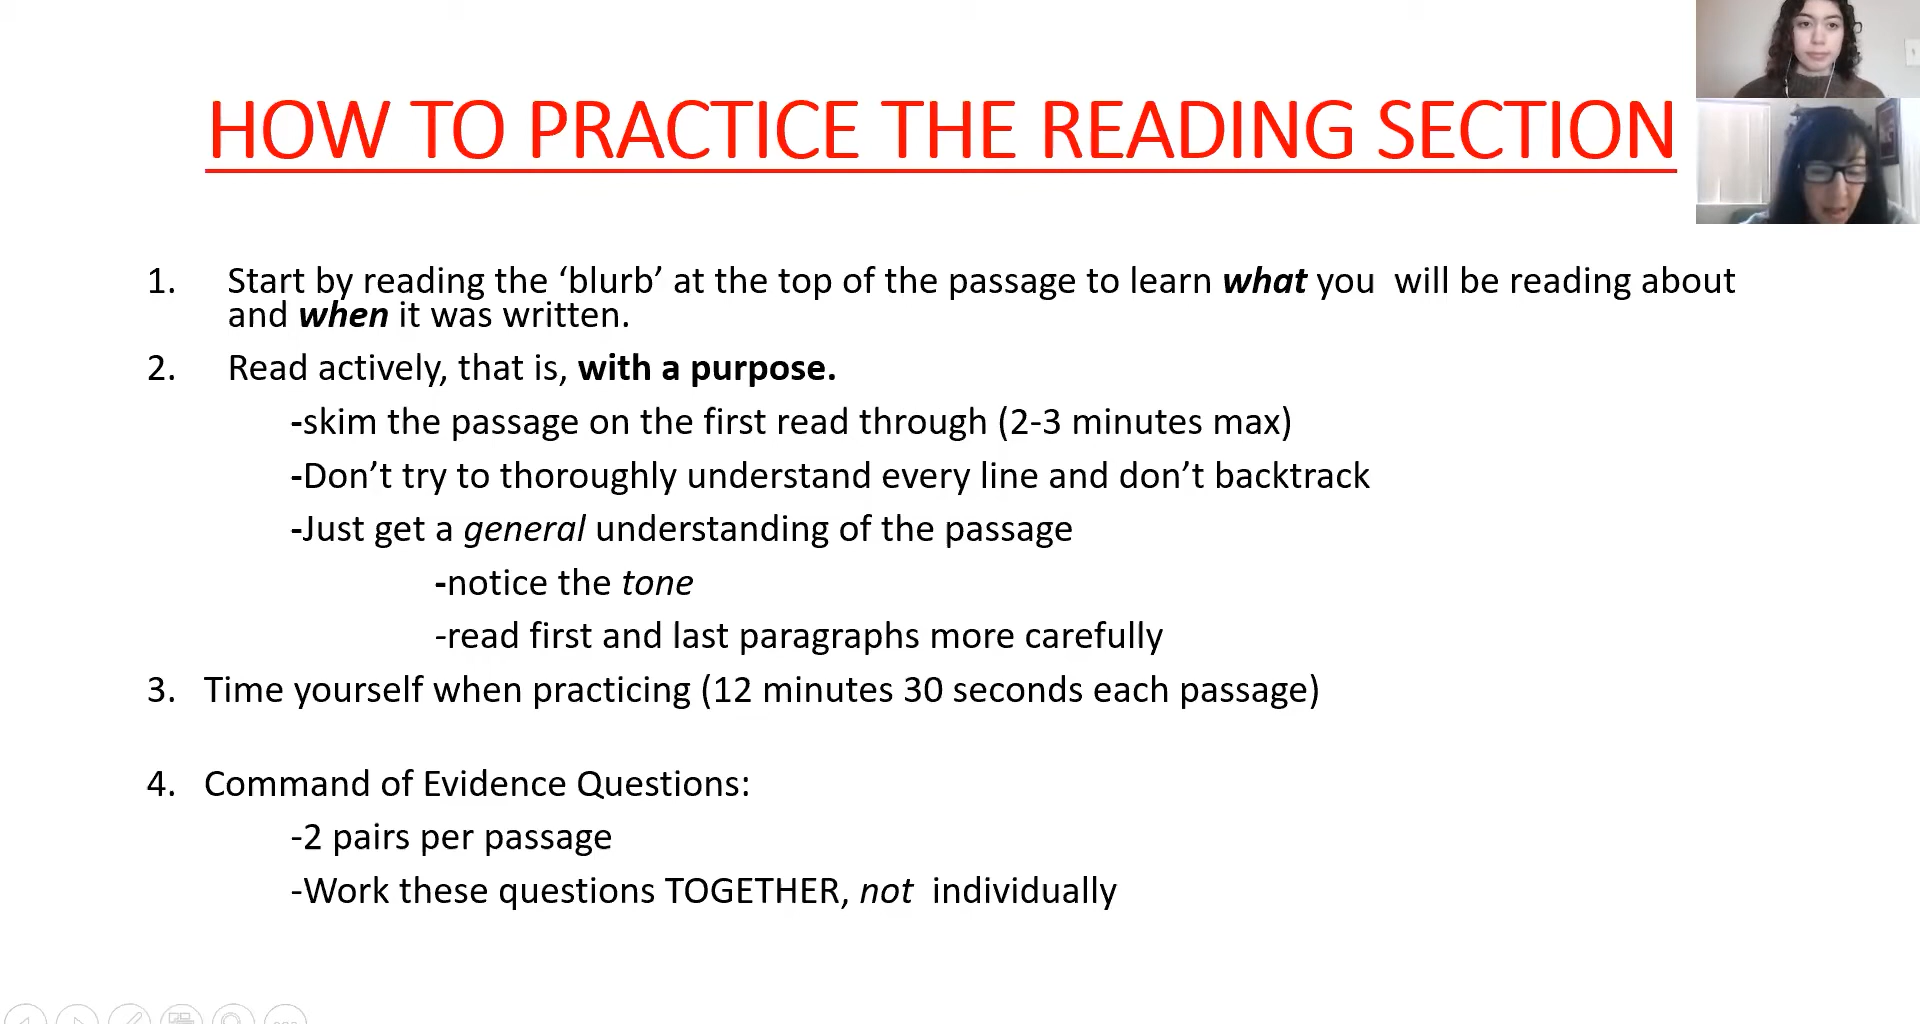 HOW TO PRACTICE THE READING SECTION
1. Start by reading the ‘blurb’ at the top of the passage to learn what you will be reading about
and when it was written.
2. Read actively, that is, with a purpose.
-skim the passage on the first read through (2-3 minutes max)
-Don’t try to thoroughly understand every line and don’t backtrack
-Just get a general understanding of the passage
-notice the tone
-read first and last paragraphs more carefully
3. Time yourself when practicing (12 minutes 30 seconds each passage)
4. Command of Evidence Questions:
-2 pairs per passage
-Work these questions TOGETHER, not individually